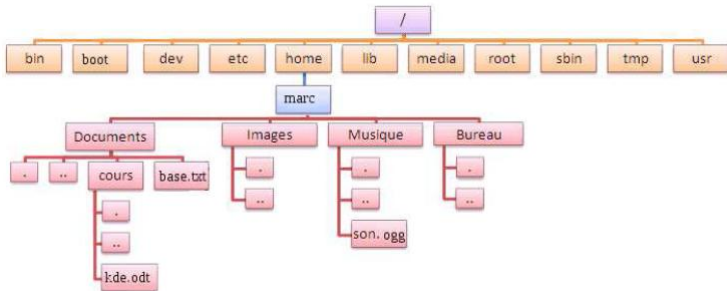 /
bin boot dev etc home lib media root sbin tmp usr
marc
Documents Images Musique Bureau
. .. cours base.txt . . .
.. .. ..
. son. ogg
..
kde.odt